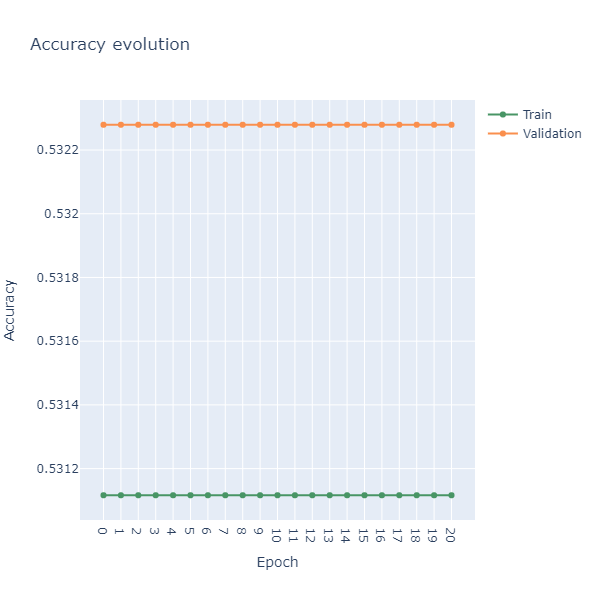 Accuracy evolution
Train
Validation
0.5322
0.532
0.5318
0.5316
0.5314
0.5312
Accuracy
0 1 2 3 4 5 6 7 8 9 10 11 12 13 14 15 16 17 18 19 20
Epoch